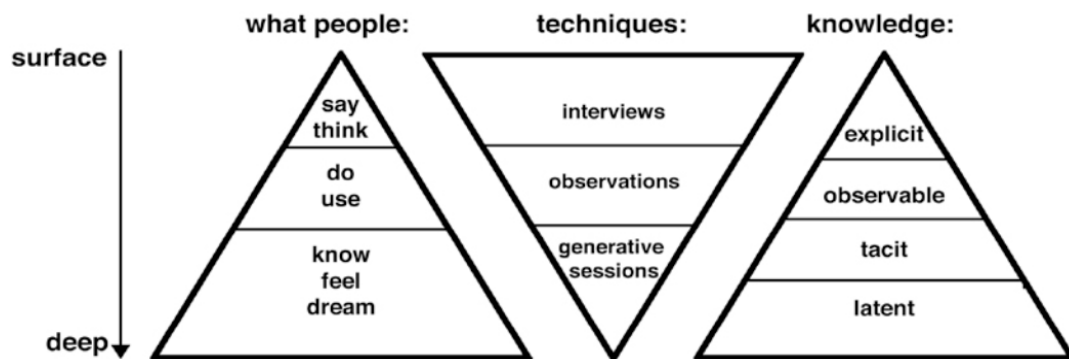 what people:
techniques:
knowledge:
surface
say
think
do
use
know
feel
dream
interviews
observations
generative
sessions
explicit
observable
tacit
latent
deep